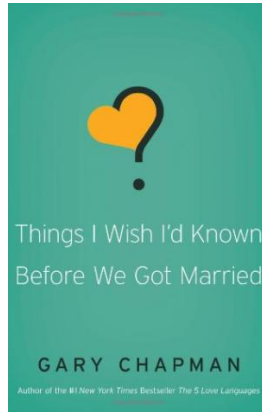 Things I Wish I'd Known
Before We Got Married
GARY CHAPMAN
Author of the #1 New York Times Bestseller The 5 Love Languages